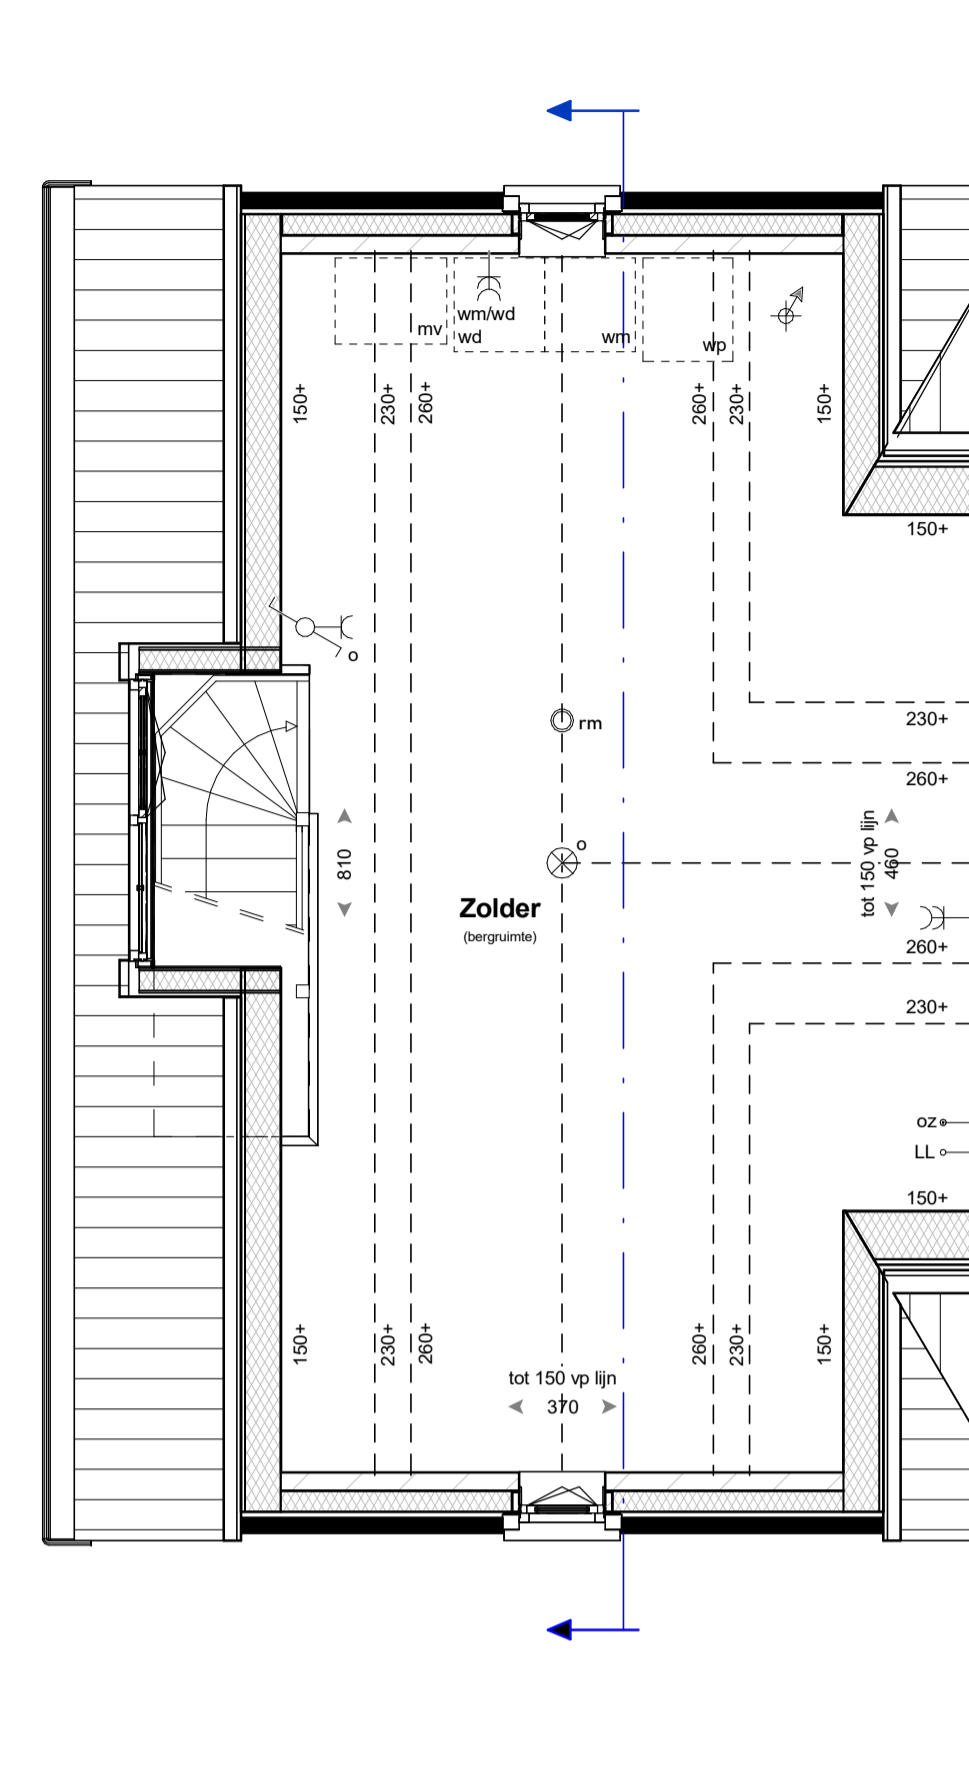 wm/wd
mv
wd
wm
wp
150+
230+
260+
260+
230+
150+
150+
o
rm
230+
260+
810
o
tot 150 vp lijn
460
Zolder
(bergruimte)
260+
230+
oz
LL
150+
150+
230+
260+
260+
230+
150+
tot 150 vp lijn
370